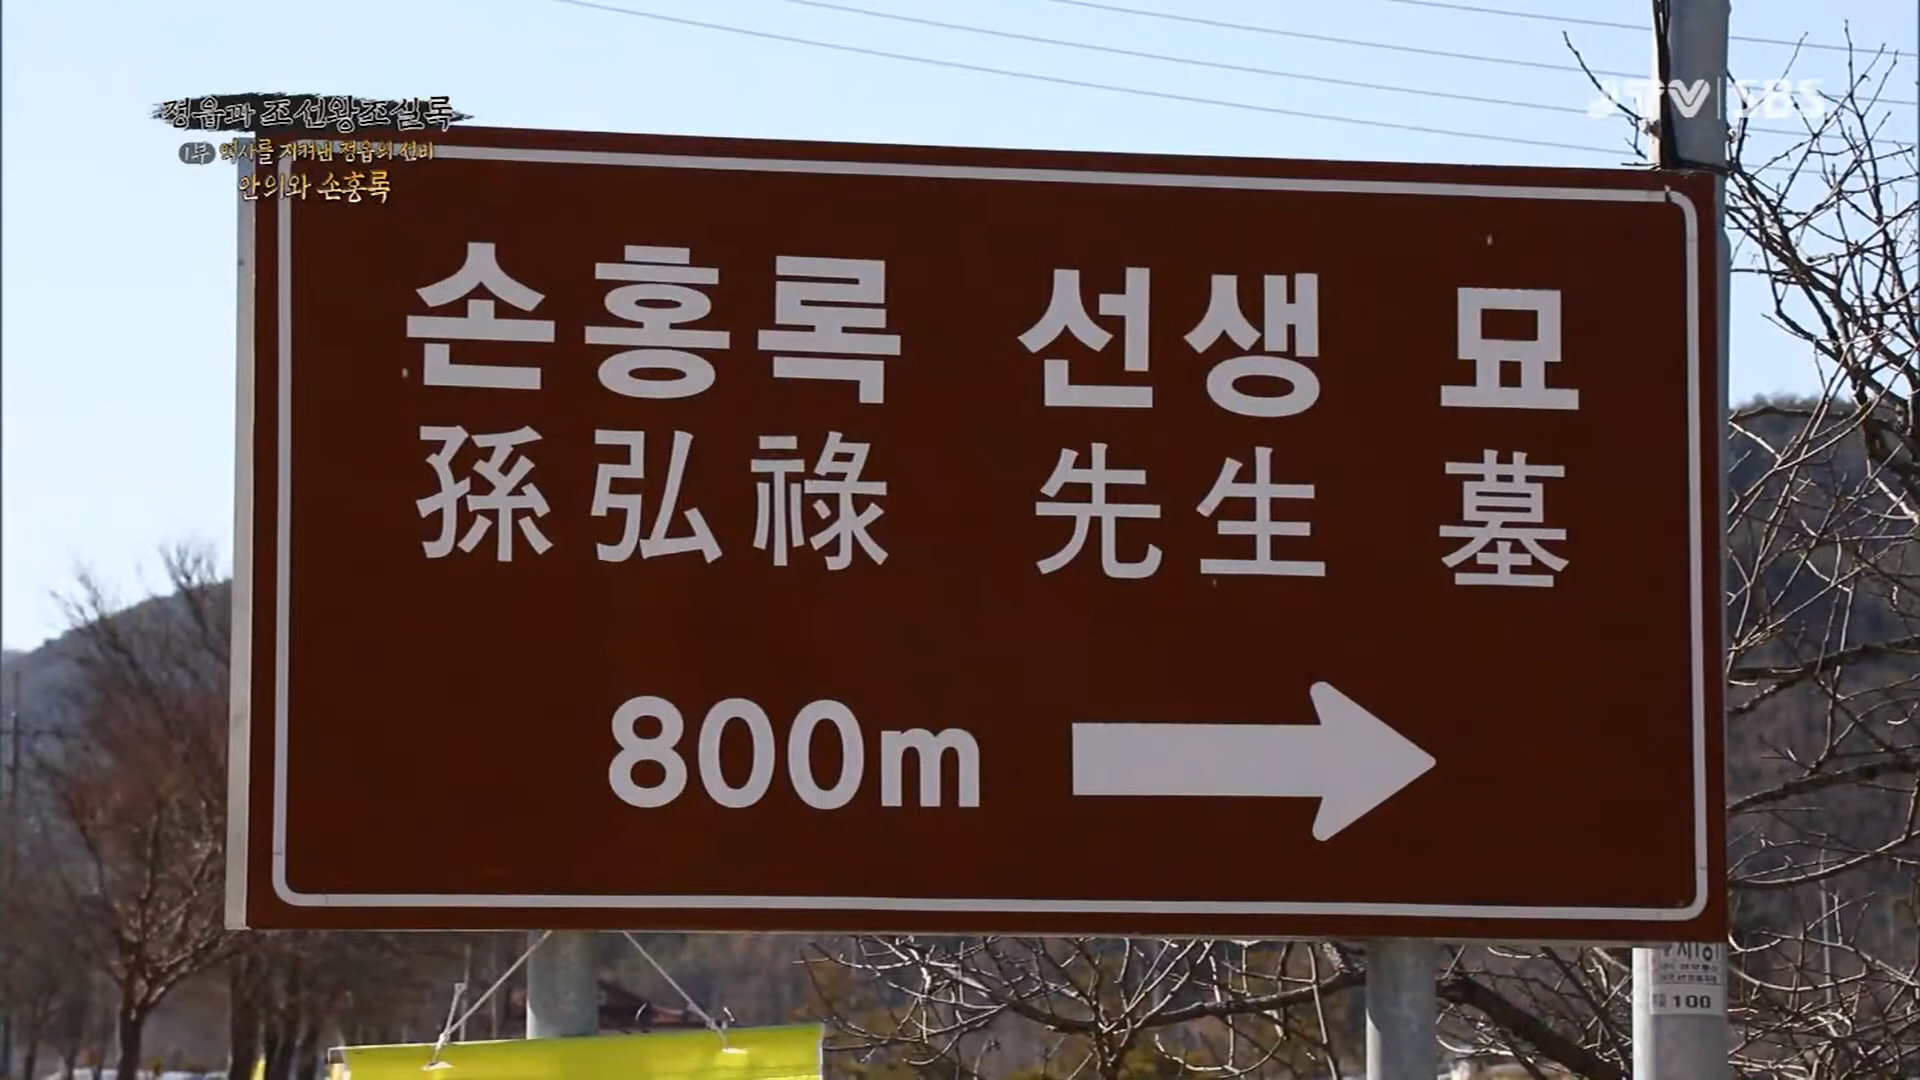 정읍과 조선왕조실록
1부 역사를 지켜낸 정읍의 선비
안의와 손홍록
JTV SBS
손홍록 선생 묘
孫弘祿 先生 墓
800m
100